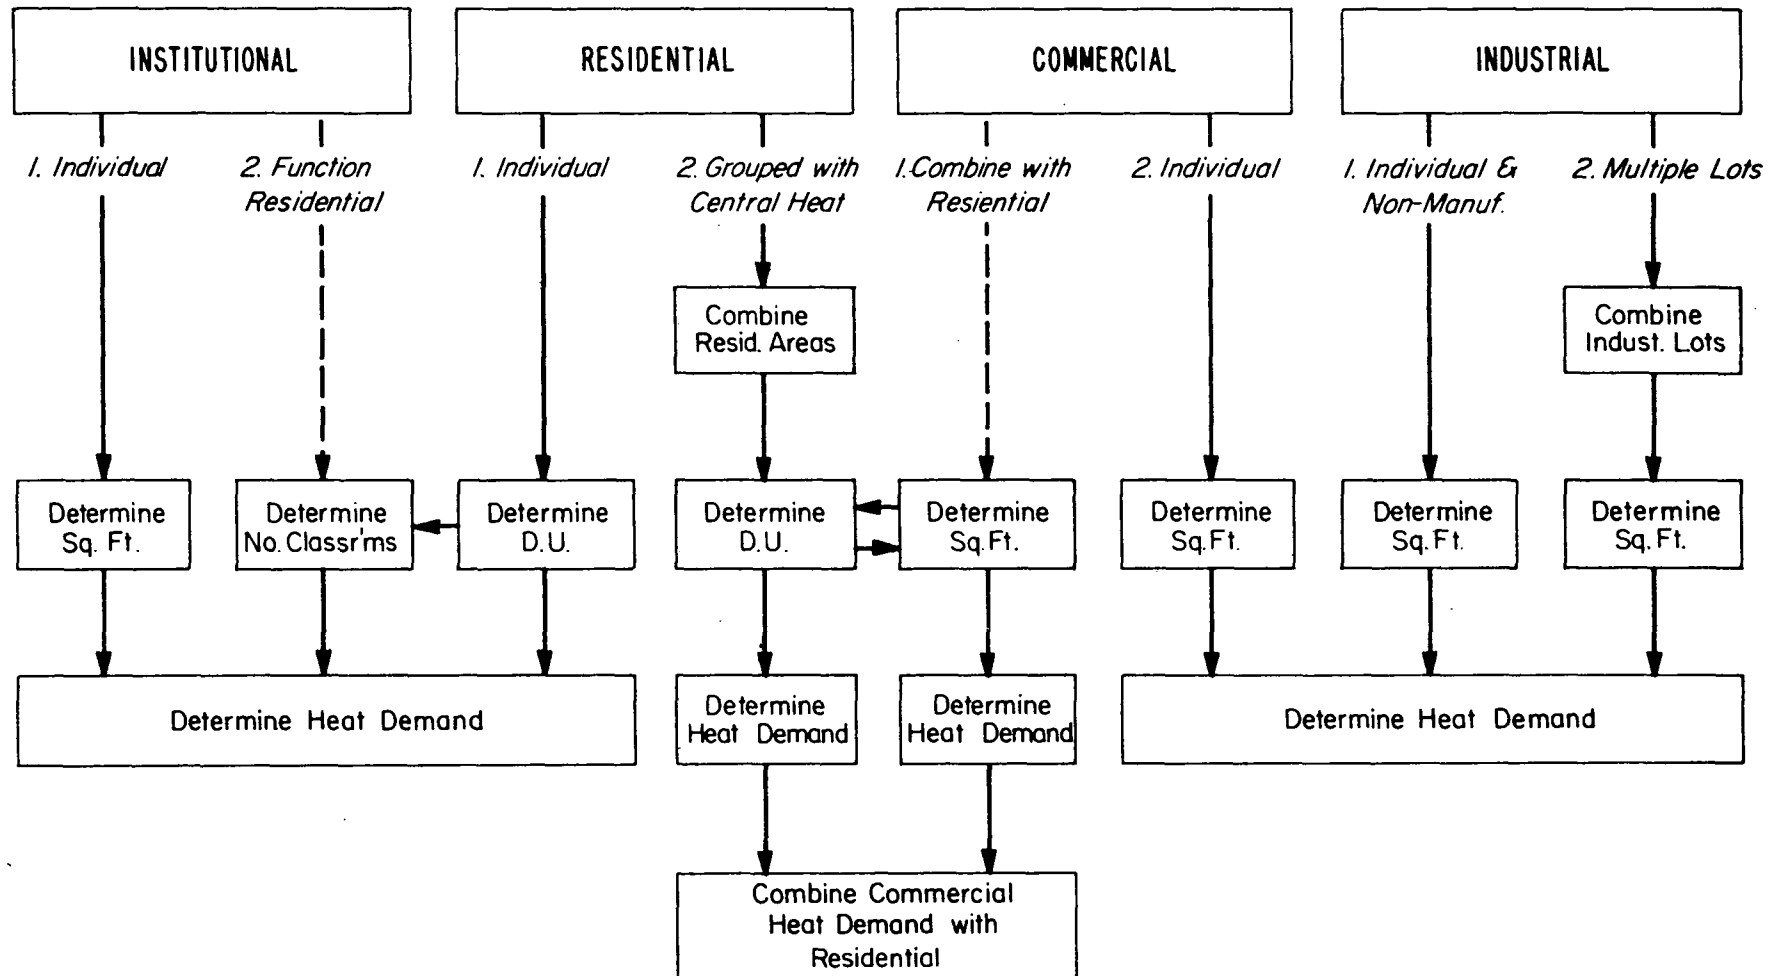 INSTITUTIONAL
RESIDENTIAL
COMMERCIAL
INDUSTRIAL
1. Individual
2. Function
Residential
1. Individual
2. Grouped with
Central Heat
1. Combine with
Resiential
2. Individual
1. Individual &
Non-Manuf.
2. Multiple Lots
Combine
Resid. Areas
Combine
Indust. Lots
Determine
Sq. Ft.
Determine
No. Classr'ms
Determine
D.U.
Determine
D.U.
Determine
Sq. Ft.
Determine
Sq. Ft.
Determine
Sq. Ft.
Determine
Sq. Ft.
Determine Heat Demand
Determine
Heat Demand
Determine
Heat Demand
Determine Heat Demand
Combine Commercial
Heat Demand with
Residential